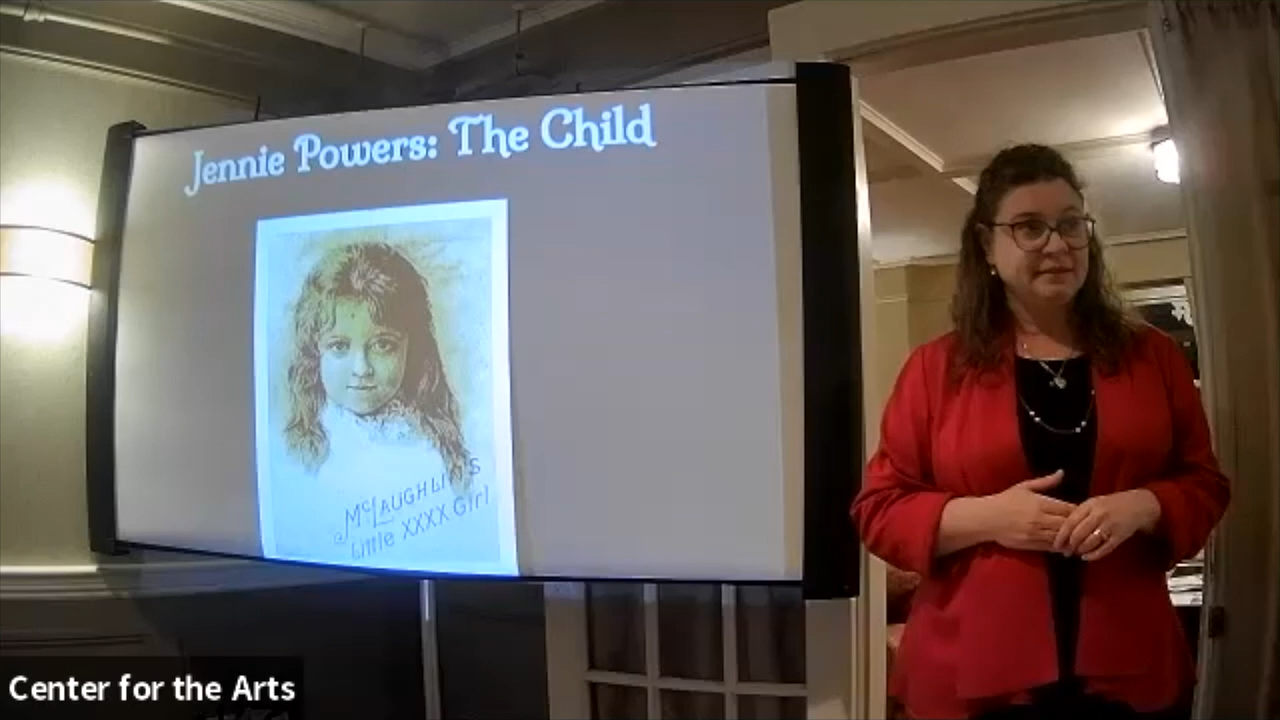 Jennie Powers: The Child
McLAUGHLIN'S
Little XXXX Girl
Center for the Arts